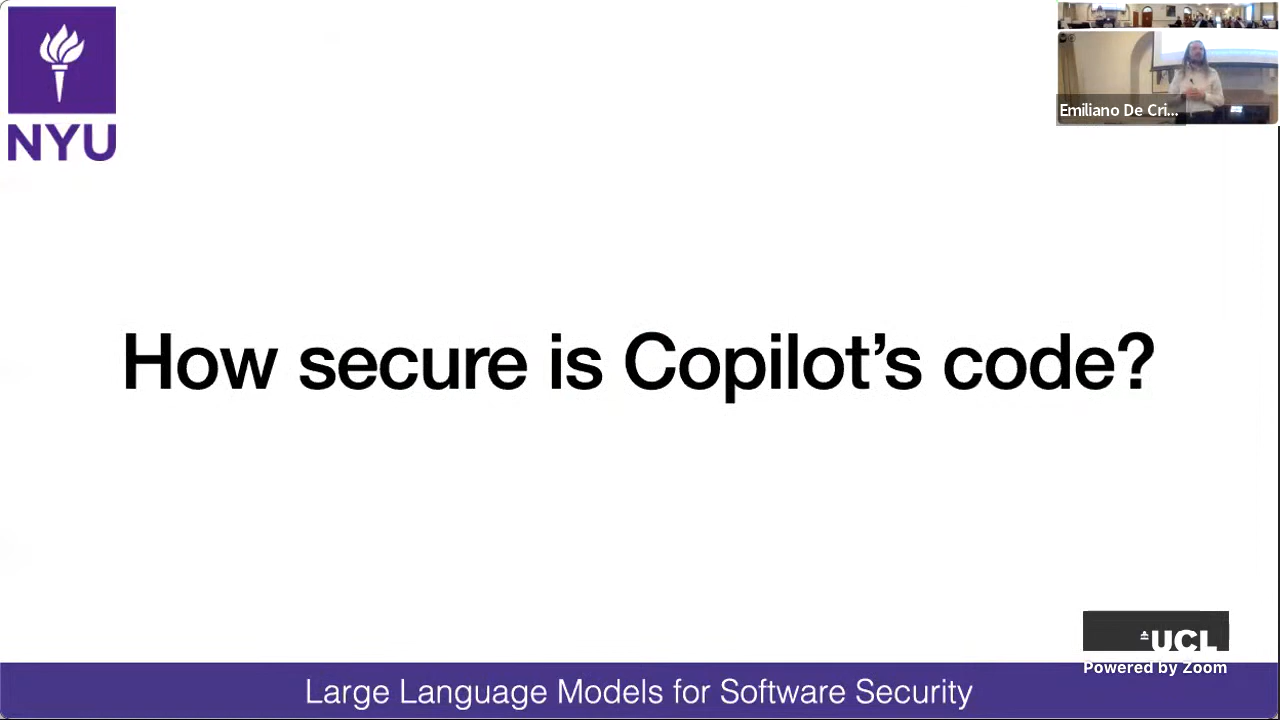 NYU
Emiliano De Cri...
How secure is Copilot's code?
UCL
Powered by Zoom
Large Language Models for Software Security